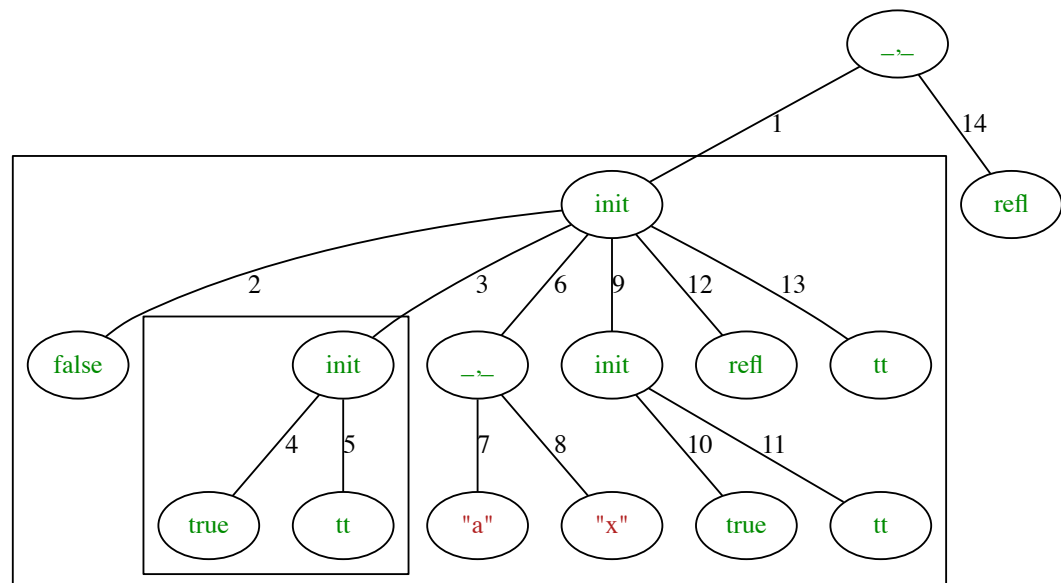 _,_
1
14
init
refl
2
3
6
9
12
13
false
init
_,_
init
refl
tt
4
5
7
8
10
11
true
tt
"a"
"x"
true
tt